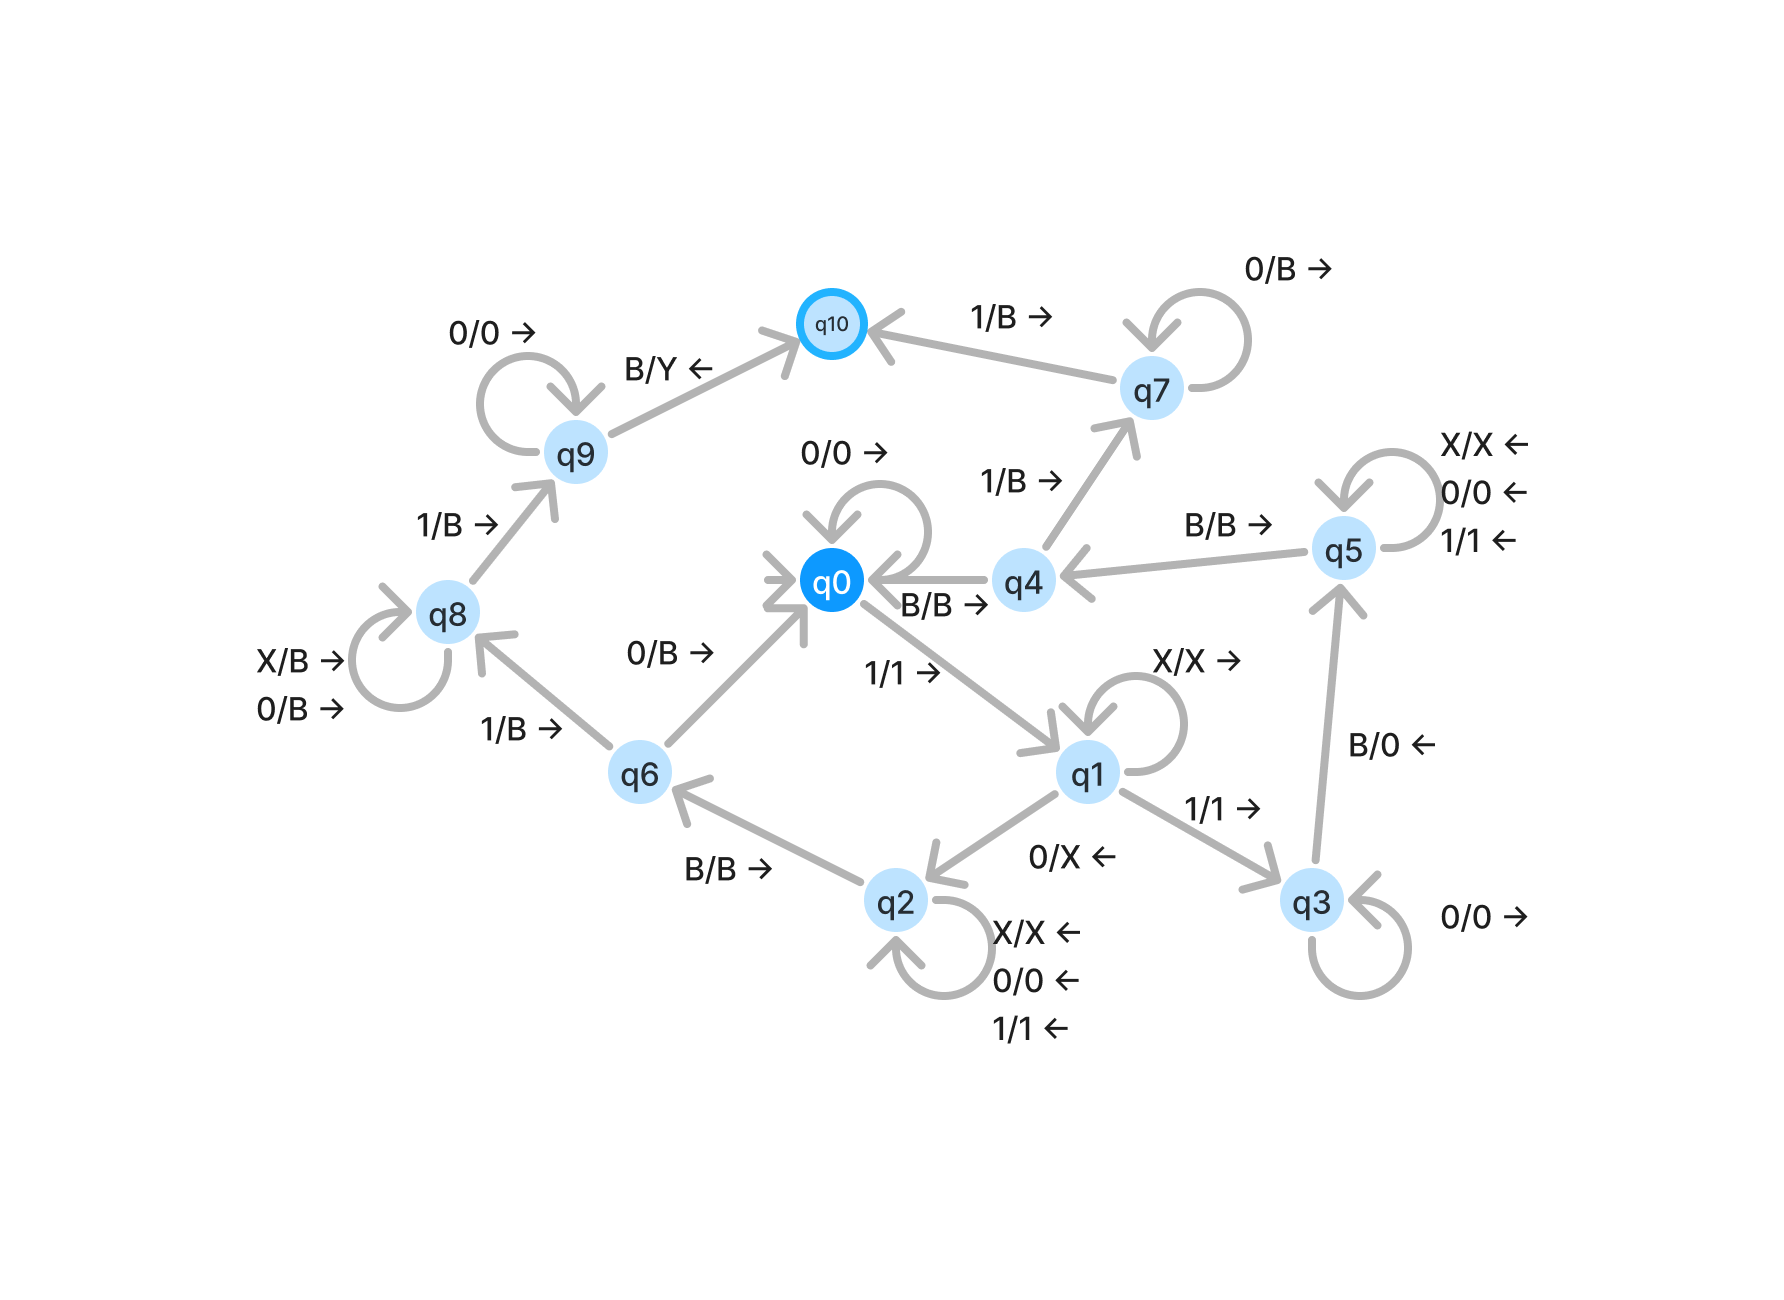 0/B →
q10
1/B →
0/0 →
B/Y ←
q7
X/X ←
q9
0/0 →
1/B →
0/0 ←
1/B →
B/B →
1/1 ←
q5
q8
q0
q4
B/B →
X/B →
0/B →
1/1 →
X/X →
0/B →
1/B →
B/0 ←
q6
q1
1/1 →
B/B →
0/X ←
q2
q3
0/0 →
X/X ←
0/0 ←
1/1 ←